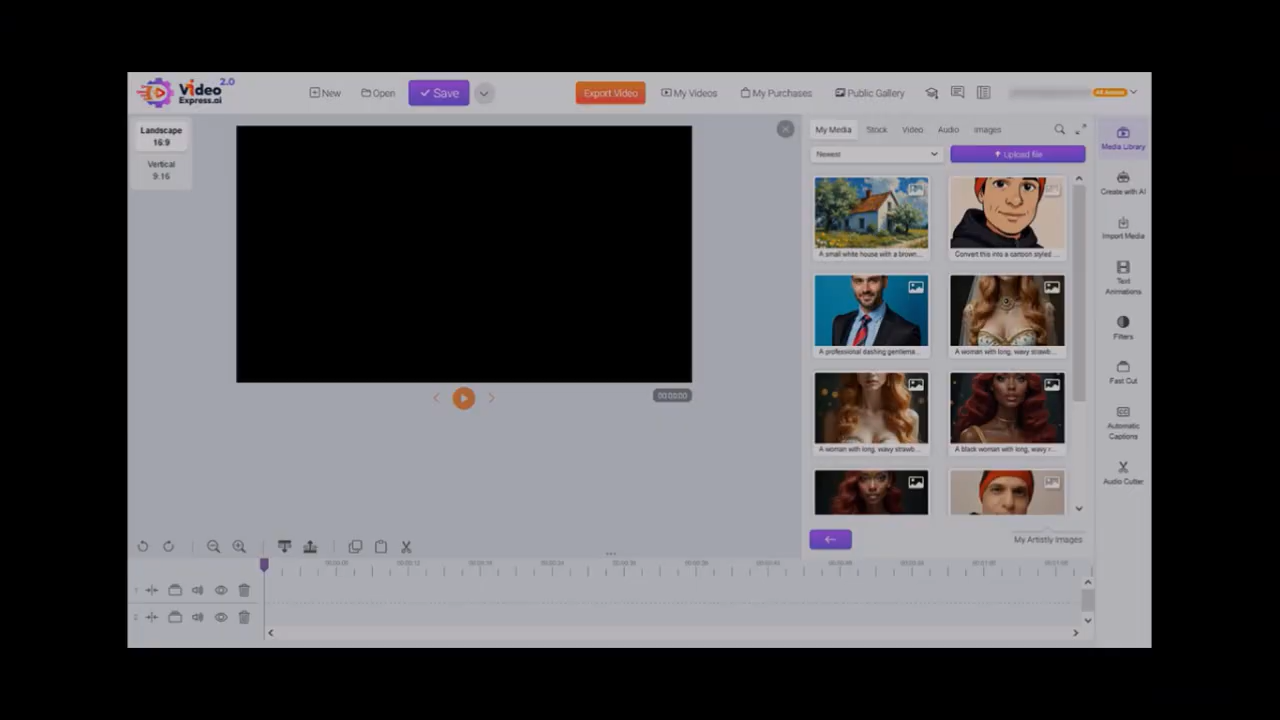 Video 2.0
Express.ai
New
Open
Save
Export Video
My Videos
My Purchases
Public Gallery
Landscape
16:9
Vertical
9:16
My Media
Stock
Video
Audio
Images
Newest
Upload file
A small white house with a brown...
Convert this into a cartoon styled ...
A professional dashing gentlema...
A woman with long, wavy strawb...
A woman with long, wavy strawb...
A black woman with long, wavy r...
My Artistly Images
Media Library
Create with AI
Import Media
Text
Animations
Filters
Fast Cut
Automatic
Captions
Audio Cutter
00:00:00